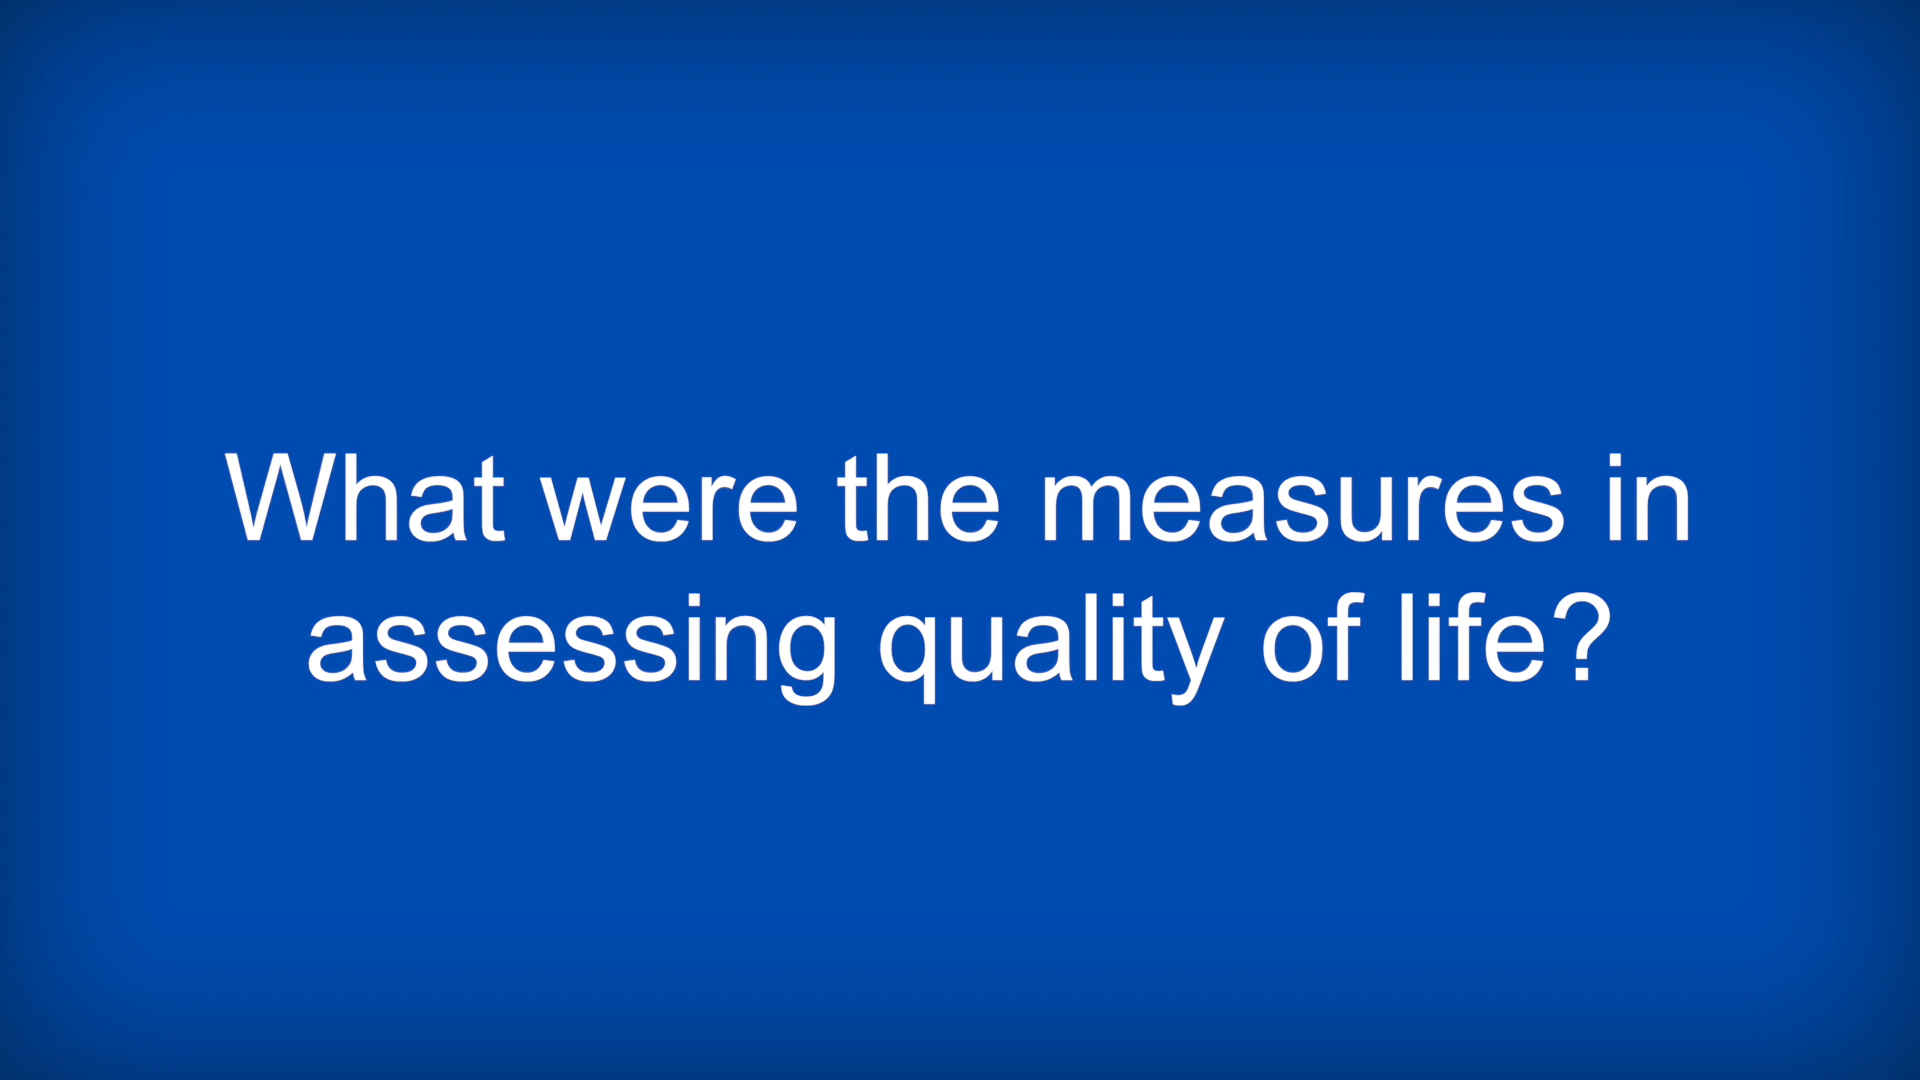 What were the measures in
assessing quality of life?